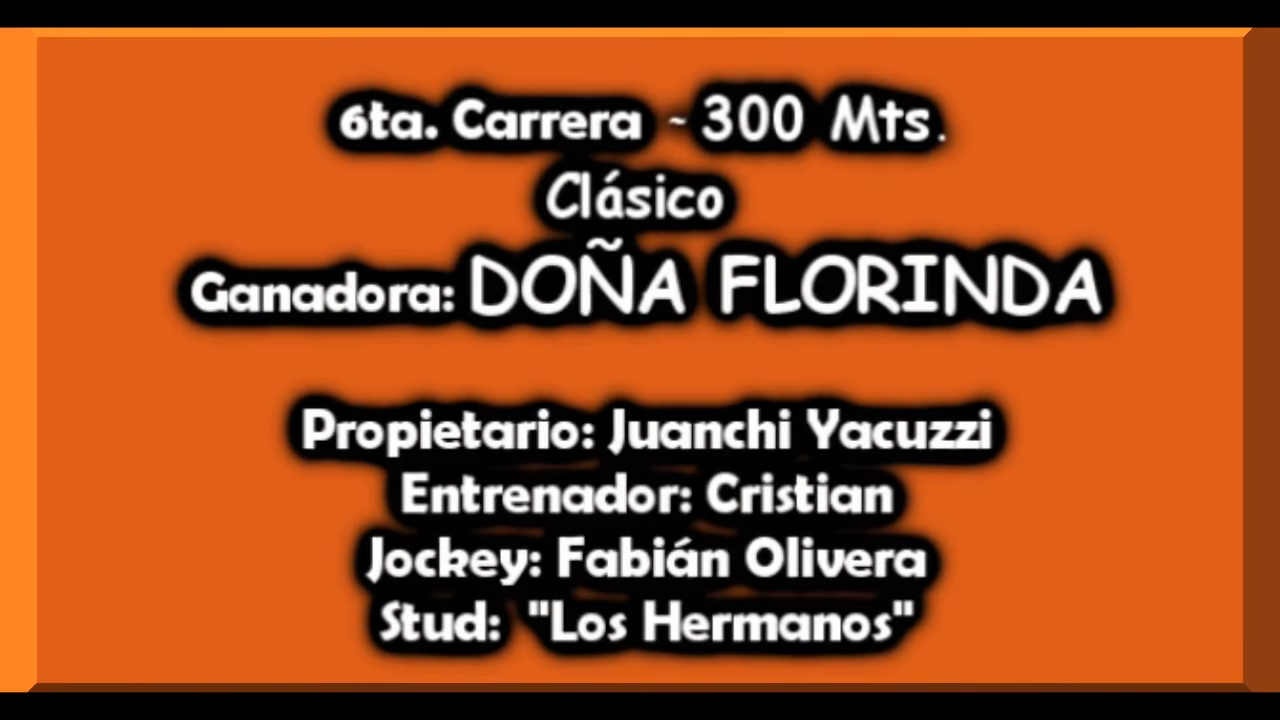 6ta. Carrera ~ 300 Mts.
Clásico
Ganadora: DOÑA FLORINDA
Propietario: Juanchi Yacuzzi
Entrenador: Cristian
Jockey: Fabián Olivera
Stud: "Los Hermanos"